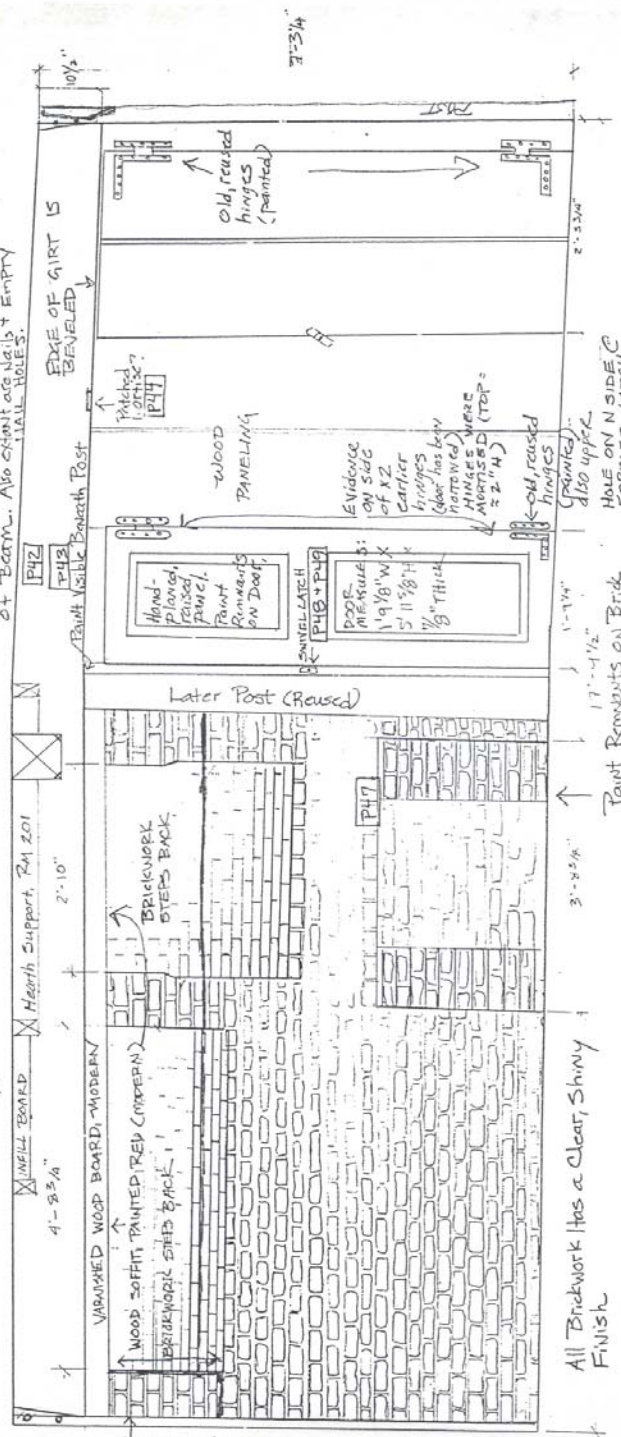 of Beam. Also extant are Nails + EMPTY
NAIL HOLES.
EDGE OF GIRT IS
BEVELED
10½"
7'-3¼"
INFILL BOARD
Hearth Support, RM 201
P42
P43
Paint Visible Beneath Post
4'-8¾"
2'-10"
VARNISHED WOOD BOARD, MODERN
WOOD SOFFIT, PAINTED RED (MODERN)
BRICKWORK STEPS BACK
BRICKWORK
STEPS BACK
Later Post (Reused)
Hand-
planed,
raised
panel.
Paint
Remnants
on Door,
SWIVEL LATCH
P48 + P49
DOOR
MEASURES:
1'9⅛"W X
5'11⅝"H X
⅞" THICK
WOOD
PANELING
Patched
mortise?
P44
Evidence
on side
of x2
earlier
hinges
(door has been
narrowed)
HINGES WERE
MORTISED (TOP =
≈ 2"H)
old, reused
hinges
(painted)
old, reused
hinges
(painted)
also upper
POST
P47
2'-3¾"
1'-9¼"
17'-4½"
3'-8¾"
HOLE ON N SIDE @
Paint Remnants on Brick
All Brickwork Has a Clear, Shiny
Finish